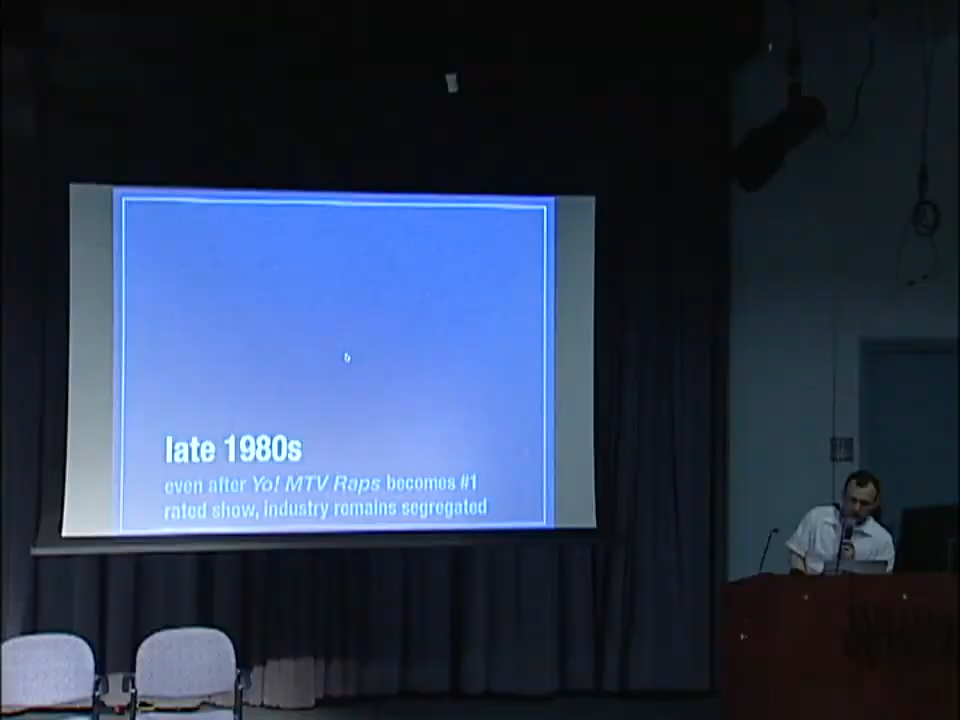 late 1980s
even after Yo! MTV Raps becomes #1
rated show, industry remains segregated